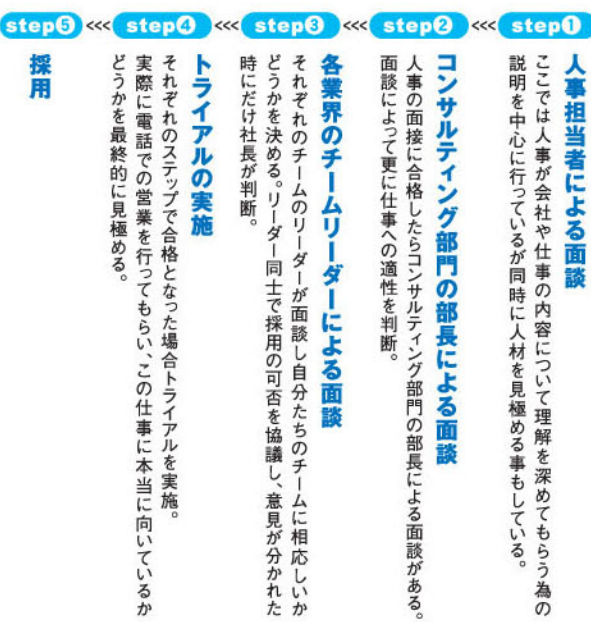 step❶
人事担当者による面談
ここでは人事が会社や仕事の内容について理解を深めてもらう為の
説明を中心に行っているが同時に人材を見極める事もしている。
<<<
step❷
コンサルティング部門の部長による面談
人事の面接に合格したらコンサルティング部門の部長による面談がある。
面談によって更に仕事への適性を判断。
<<<
step❸
各業界のチームリーダーによる面談
それぞれのチームのリーダーが面談し自分たちのチームに相応しいか
どうかを決める。リーダー同士で採用の可否を協議し、意見が分かれた
時にだけ社長が判断。
<<<
step❹
トライアルの実施
それぞれのステップで合格となった場合トライアルを実施。
実際に電話での営業を行ってもらい、この仕事に本当に向いているか
どうかを最終的に見極める。
<<<
step❺
採用